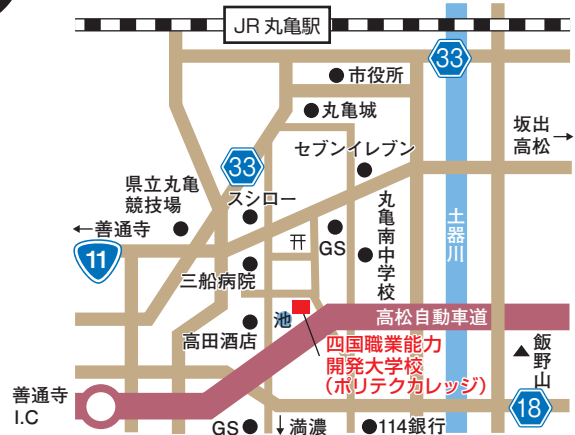 JR 丸亀駅
33
市役所
丸亀城
坂出
高松
セブンイレブン
33
県立丸亀
競技場
スシロー
丸亀南中学校
土器川
←善通寺
GS
11
三船病院
池
高松自動車道
高田酒店
四国職業能力
開発大学校
(ポリテクカレッジ)
飯野山
善通寺
I.C
18
GS
↓満濃
114銀行